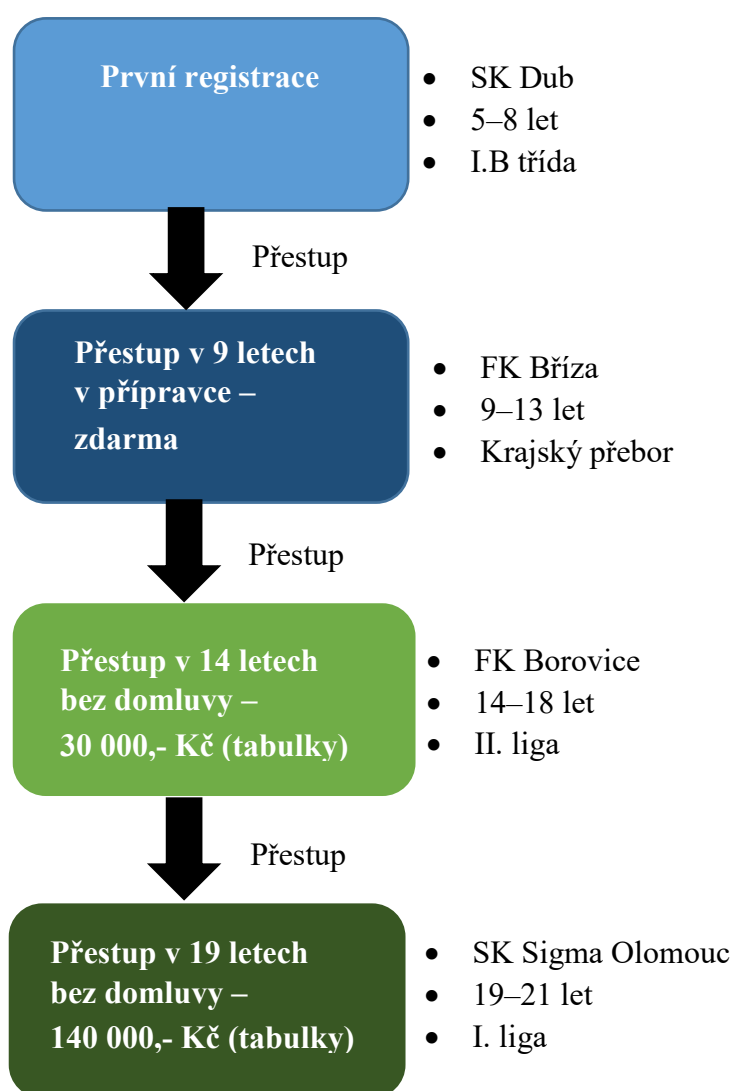 První registrace
• SK Dub
• 5–8 let
• I.B třída
Přestup
Přestup v 9 letech
v přípravce –
zdarma
• FK Bříza
• 9–13 let
• Krajský přebor
Přestup
Přestup v 14 letech
bez domluvy –
30 000,- Kč (tabulky)
• FK Borovice
• 14–18 let
• II. liga
Přestup
Přestup v 19 letech
bez domluvy –
140 000,- Kč (tabulky)
• SK Sigma Olomouc
• 19–21 let
• I. liga